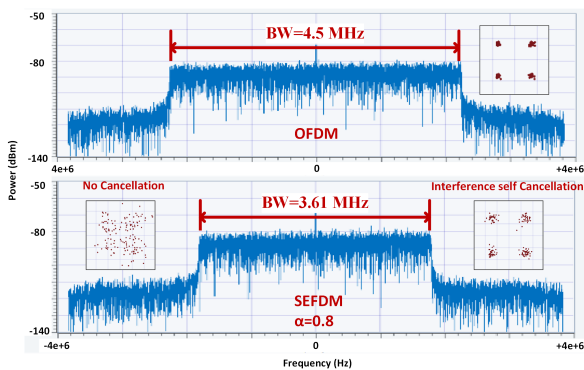 -50
BW=4.5 MHz
-80
OFDM
-140
-4e+6
0
+4e+6
Power (dBm)
No Cancellation
Interference self Cancellation
-50
BW=3.61 MHz
-80
SEFDM
α=0.8
-140
-4e+6
0
+4e+6
Frequency (Hz)